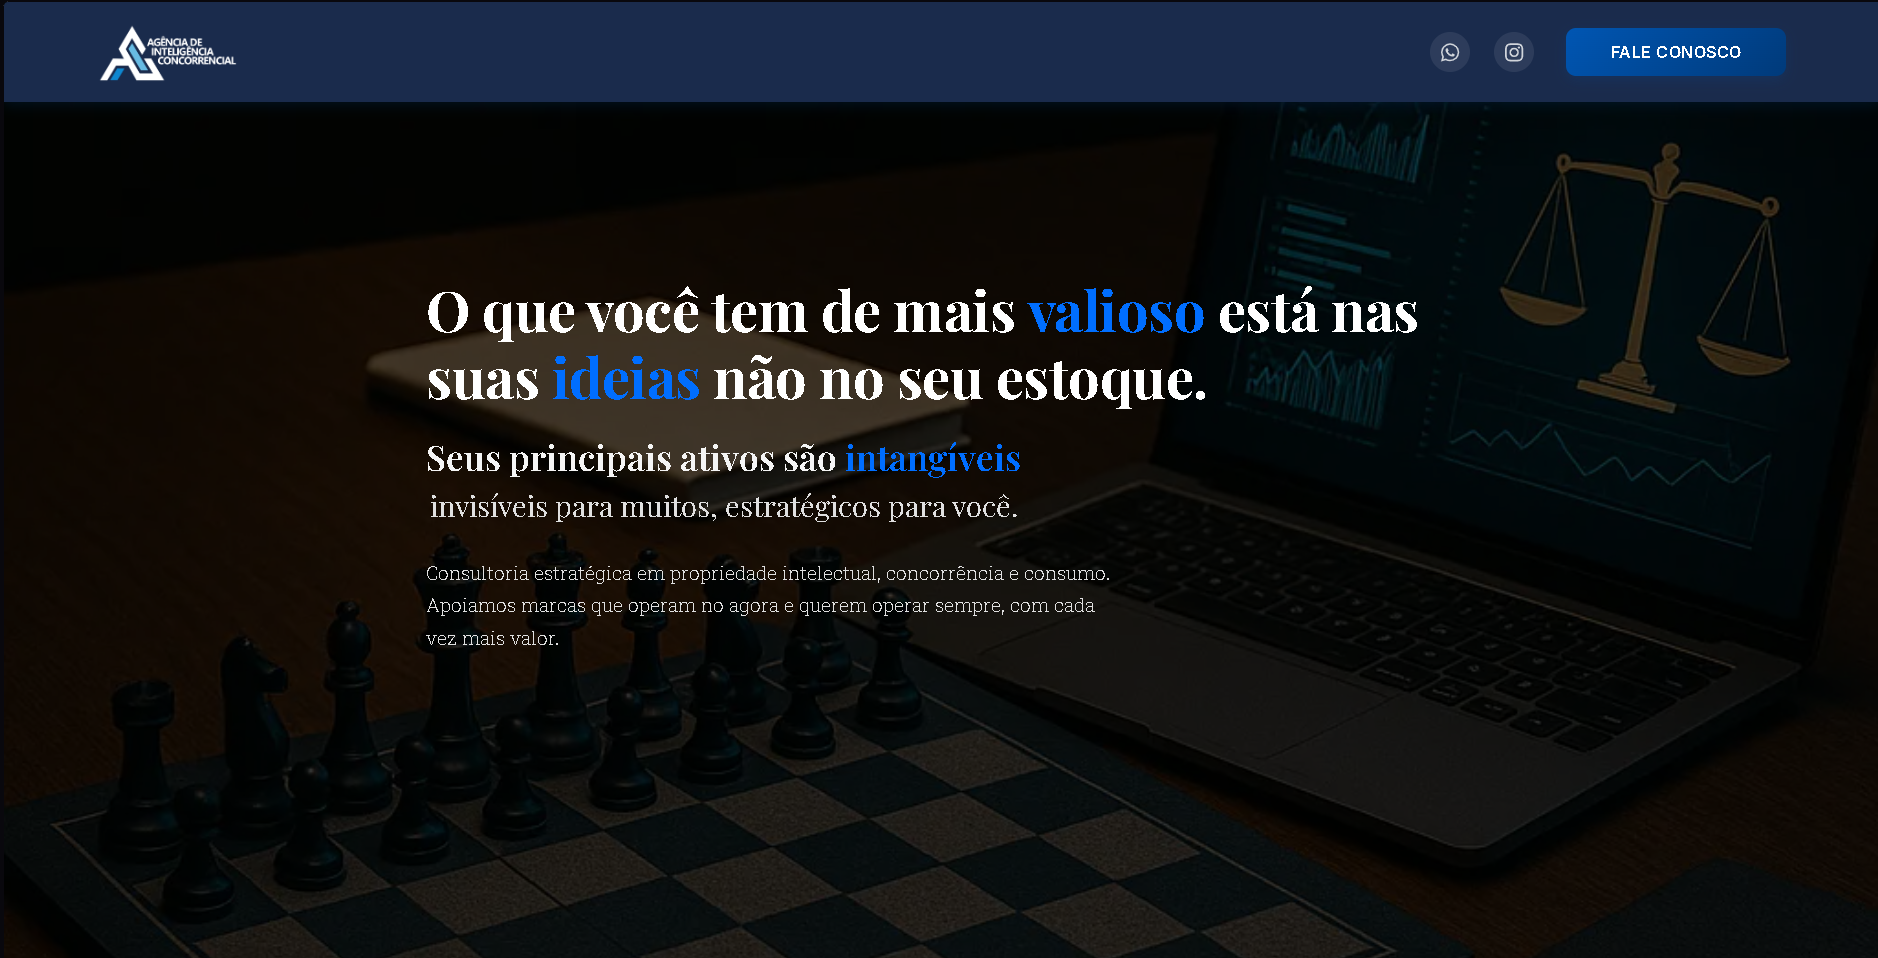 AGÊNCIA DE
INTELIGÊNCIA
CONCORRENCIAL
FALE CONOSCO
O que você tem de mais valioso está nas
suas ideias não no seu estoque.
Seus principais ativos são intangíveis
invisíveis para muitos, estratégicos para você.
Consultoria estratégica em propriedade intelectual, concorrência e consumo.
Apoiamos marcas que operam no agora e querem operar sempre, com cada
vez mais valor.